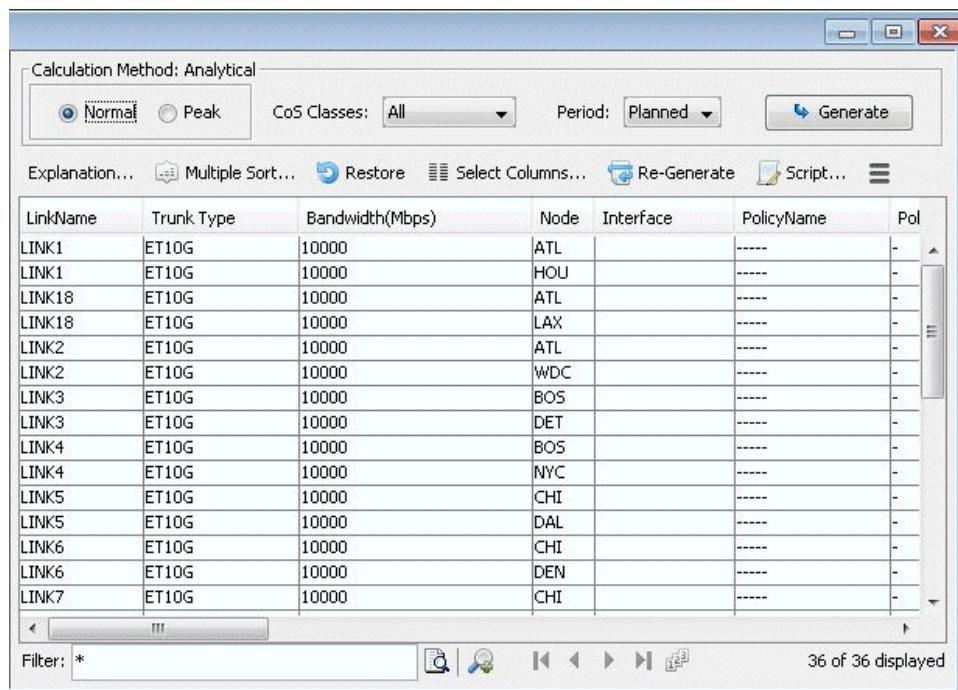 Calculation Method: Analytical
Normal Peak CoS Classes: All Period: Planned Generate
Explanation... Multiple Sort... Restore Select Columns... Re-Generate Script...
LinkName Trunk Type Bandwidth(Mbps) Node Interface PolicyName Pol
LINK1 ET10G 10000 ATL ----- -
LINK1 ET10G 10000 HOU ----- -
LINK18 ET10G 10000 ATL ----- -
LINK18 ET10G 10000 LAX ----- -
LINK2 ET10G 10000 ATL ----- -
LINK2 ET10G 10000 WDC ----- -
LINK3 ET10G 10000 BOS ----- -
LINK3 ET10G 10000 DET ----- -
LINK4 ET10G 10000 BOS ----- -
LINK4 ET10G 10000 NYC ----- -
LINK5 ET10G 10000 CHI ----- -
LINK5 ET10G 10000 DAL ----- -
LINK6 ET10G 10000 CHI ----- -
LINK6 ET10G 10000 DEN ----- -
LINK7 ET10G 10000 CHI ----- -
Filter: * 36 of 36 displayed